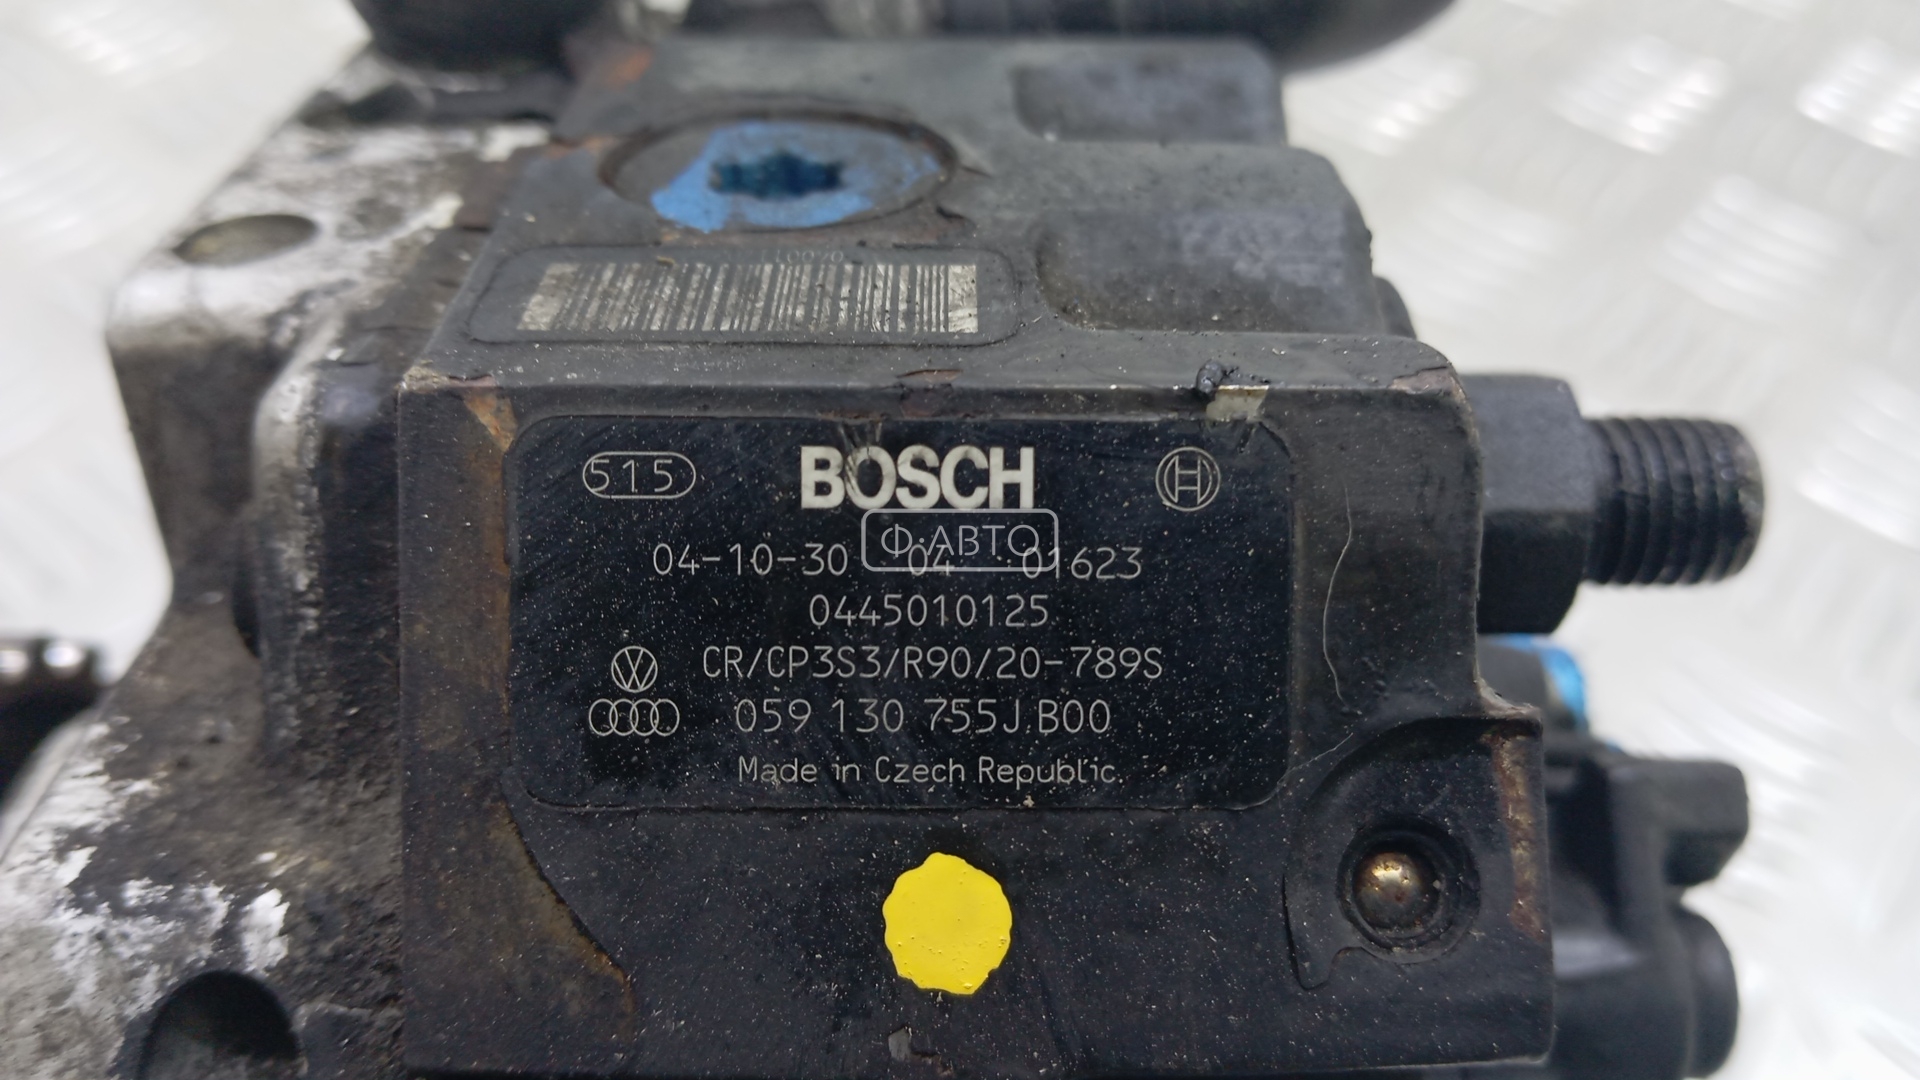 515 BOSCH
Ф·АВТО
04-10-30 04 01623
0445010125
CR/CP3S3/R90/20-789S
059 130 755J B00
Made in Czech Republic.